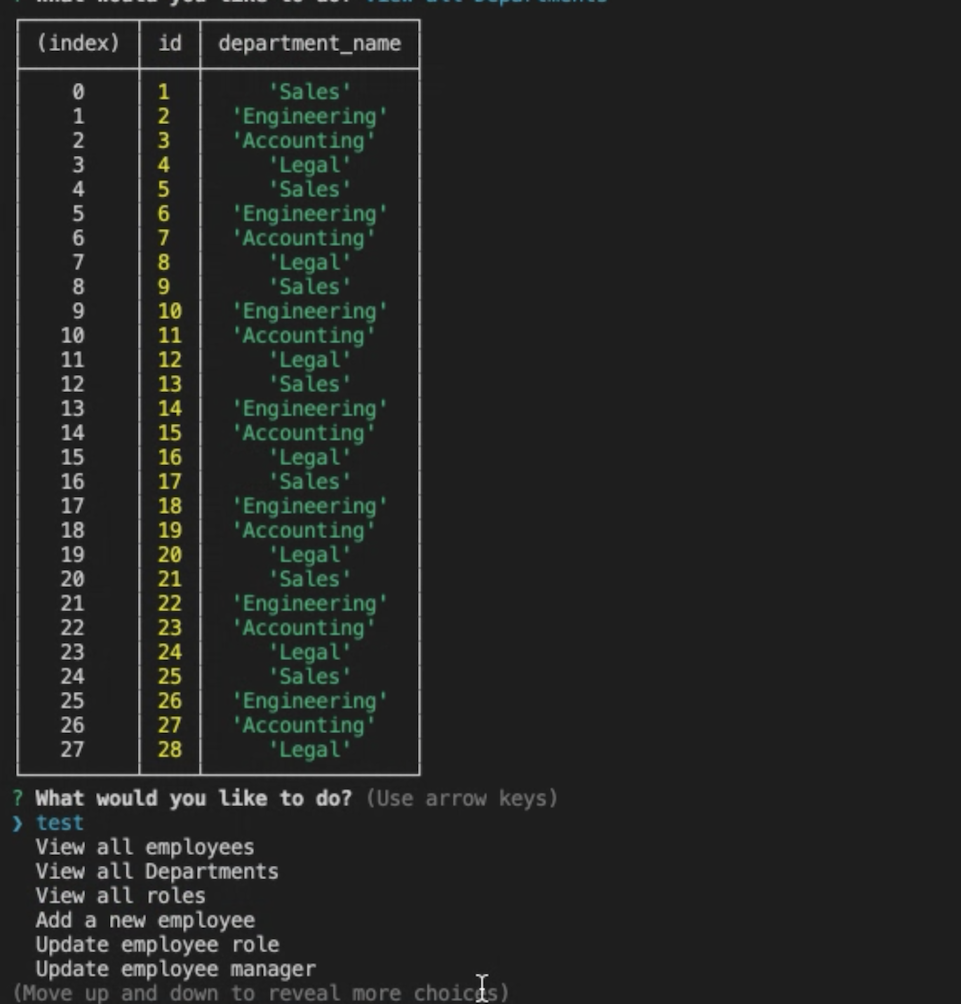 ? What would you like to do? View all Departments
(index) id department_name
0 1 'Sales'
1 2 'Engineering'
2 3 'Accounting'
3 4 'Legal'
4 5 'Sales'
5 6 'Engineering'
6 7 'Accounting'
7 8 'Legal'
8 9 'Sales'
9 10 'Engineering'
10 11 'Accounting'
11 12 'Legal'
12 13 'Sales'
13 14 'Engineering'
14 15 'Accounting'
15 16 'Legal'
16 17 'Sales'
17 18 'Engineering'
18 19 'Accounting'
19 20 'Legal'
20 21 'Sales'
21 22 'Engineering'
22 23 'Accounting'
23 24 'Legal'
24 25 'Sales'
25 26 'Engineering'
26 27 'Accounting'
27 28 'Legal'
? What would you like to do? (Use arrow keys)
❯ test
View all employees
View all Departments
View all roles
Add a new employee
Update employee role
Update employee manager
(Move up and down to reveal more choices)